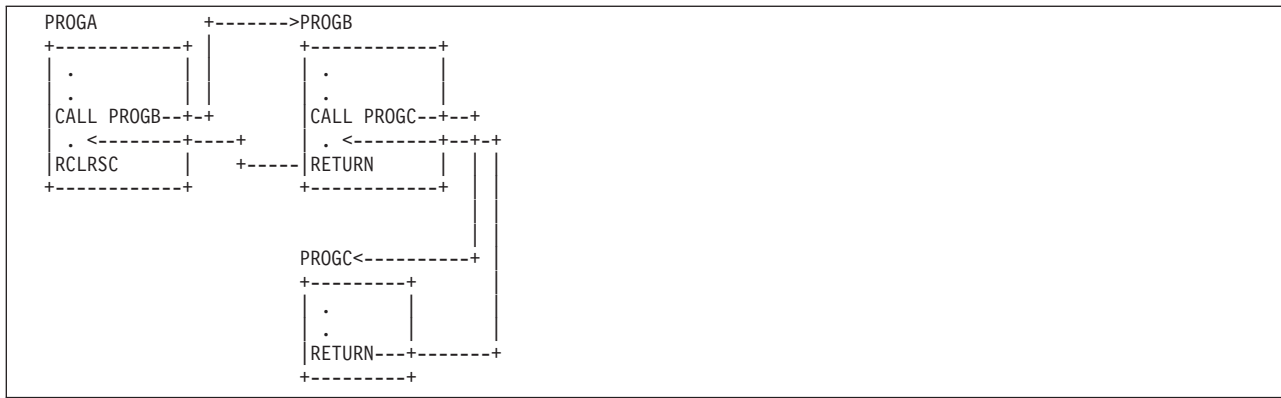 PROGA +------->PROGB
+------------+ | +------------+
| . | | | . |
| . | | | . |
|CALL PROGB--+-+ |CALL PROGC--+--+
| . <--------+----+ | . <--------+--+-+
|RCLRSC | +-----|RETURN | | |
+------------+ +------------+ | |
| |
| |
PROGC<----------+ |
+---------+ |
| . | |
| . | |
|RETURN---+-------+
+---------+